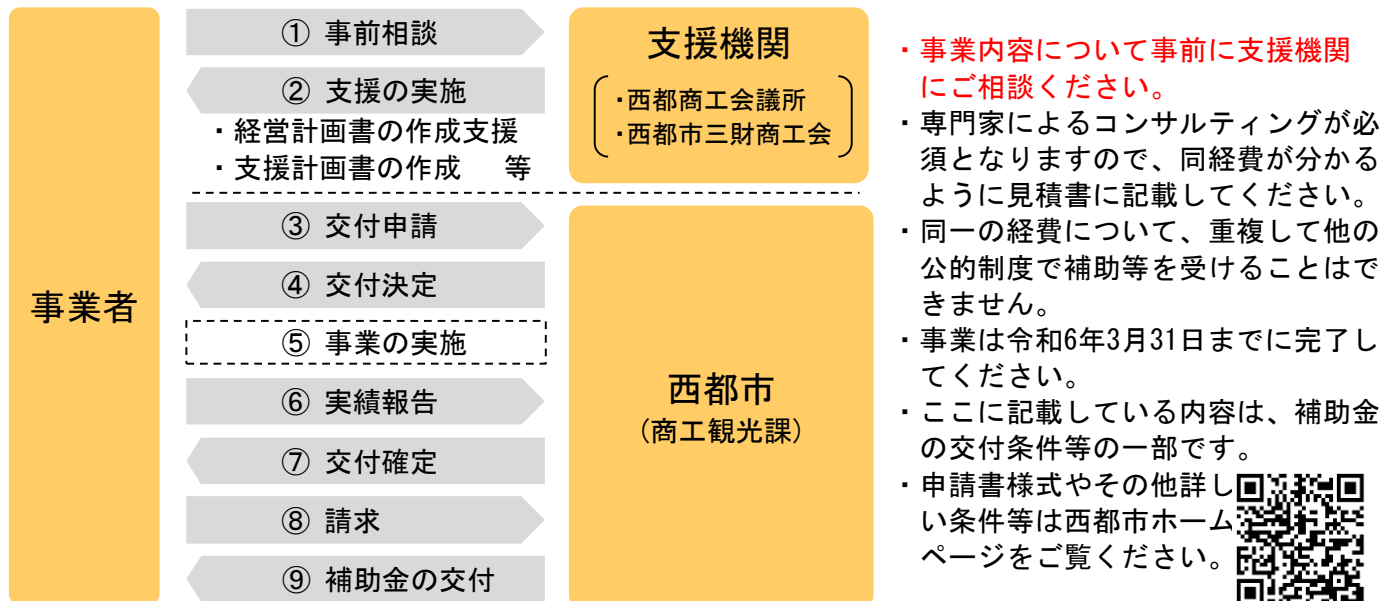 事業者
① 事前相談
② 支援の実施
・経営計画書の作成支援
・支援計画書の作成 等
支援機関
・西都商工会議所
・西都市三財商工会
③ 交付申請
④ 交付決定
⑤ 事業の実施
⑥ 実績報告
⑦ 交付確定
⑧ 請求
⑨ 補助金の交付
西都市
(商工観光課)
・事業内容について事前に支援機関
にご相談ください。
・専門家によるコンサルティングが必
須となりますので、同経費が分かる
ように見積書に記載してください。
・同一の経費について、重複して他の
公的制度で補助等を受けることはで
きません。
・事業は令和6年3月31日までに完了し
てください。
・ここに記載している内容は、補助金
の交付条件等の一部です。
・申請書様式やその他詳し
い条件等は西都市ホーム
ページをご覧ください。